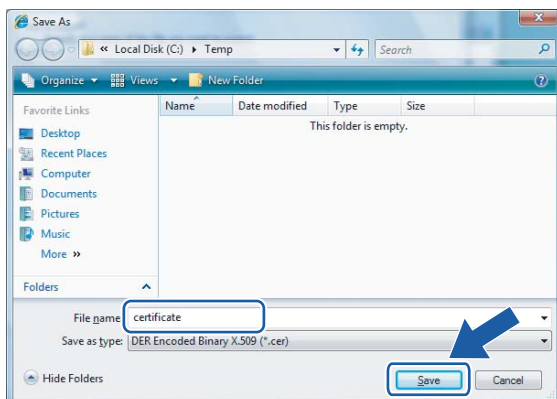 Save As
« Local Disk (C:) ▸ Temp Search
Organize Views New Folder
Favorite Links Name Date modified Type Size
This folder is empty.
Desktop
Recent Places
Computer
Documents
Pictures
Music
More »
Folders
File name: certificate
Save as type: DER Encoded Binary X.509 (*.cer)
Hide Folders Save Cancel